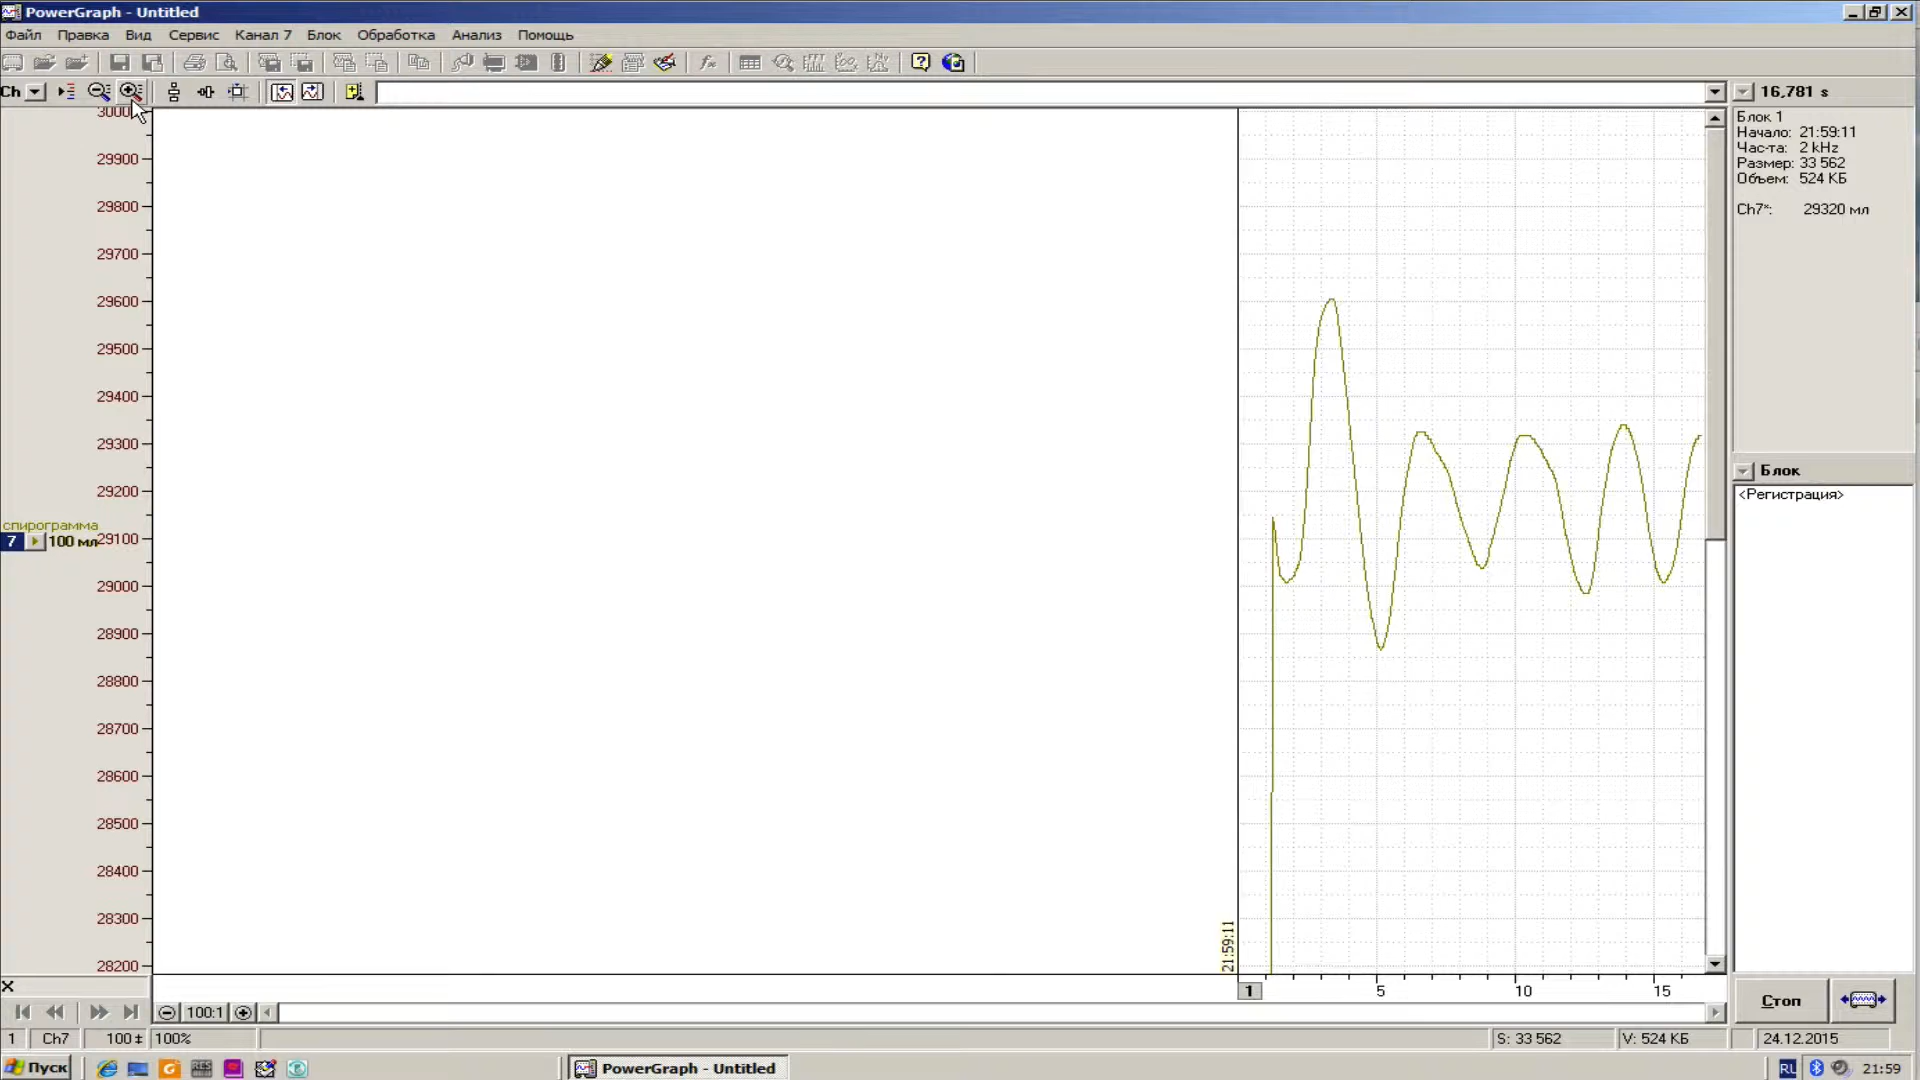 PowerGraph - Untitled
Файл Правка Вид Сервис Канал 7 Блок Обработка Анализ Помощь
Ch
16,781 s
Блок 1
Начало: 21:59:11
Час-та: 2 kHz
Размер: 33 562
Объем: 524 КБ
Ch7*: 29320 мл
Блок
<Регистрация>
29900
29800
29700
29600
29500
29400
29300
29200
спирограмма
7 100 мл
29100
29000
28900
28800
28700
28600
28500
28400
28300
28200
21:59:11
1 5 10 15
100:1
Стоп
1 Ch7 100 ± 100% S: 33 562 V: 524 КБ 24.12.2015
Пуск PowerGraph - Untitled RL 21:59